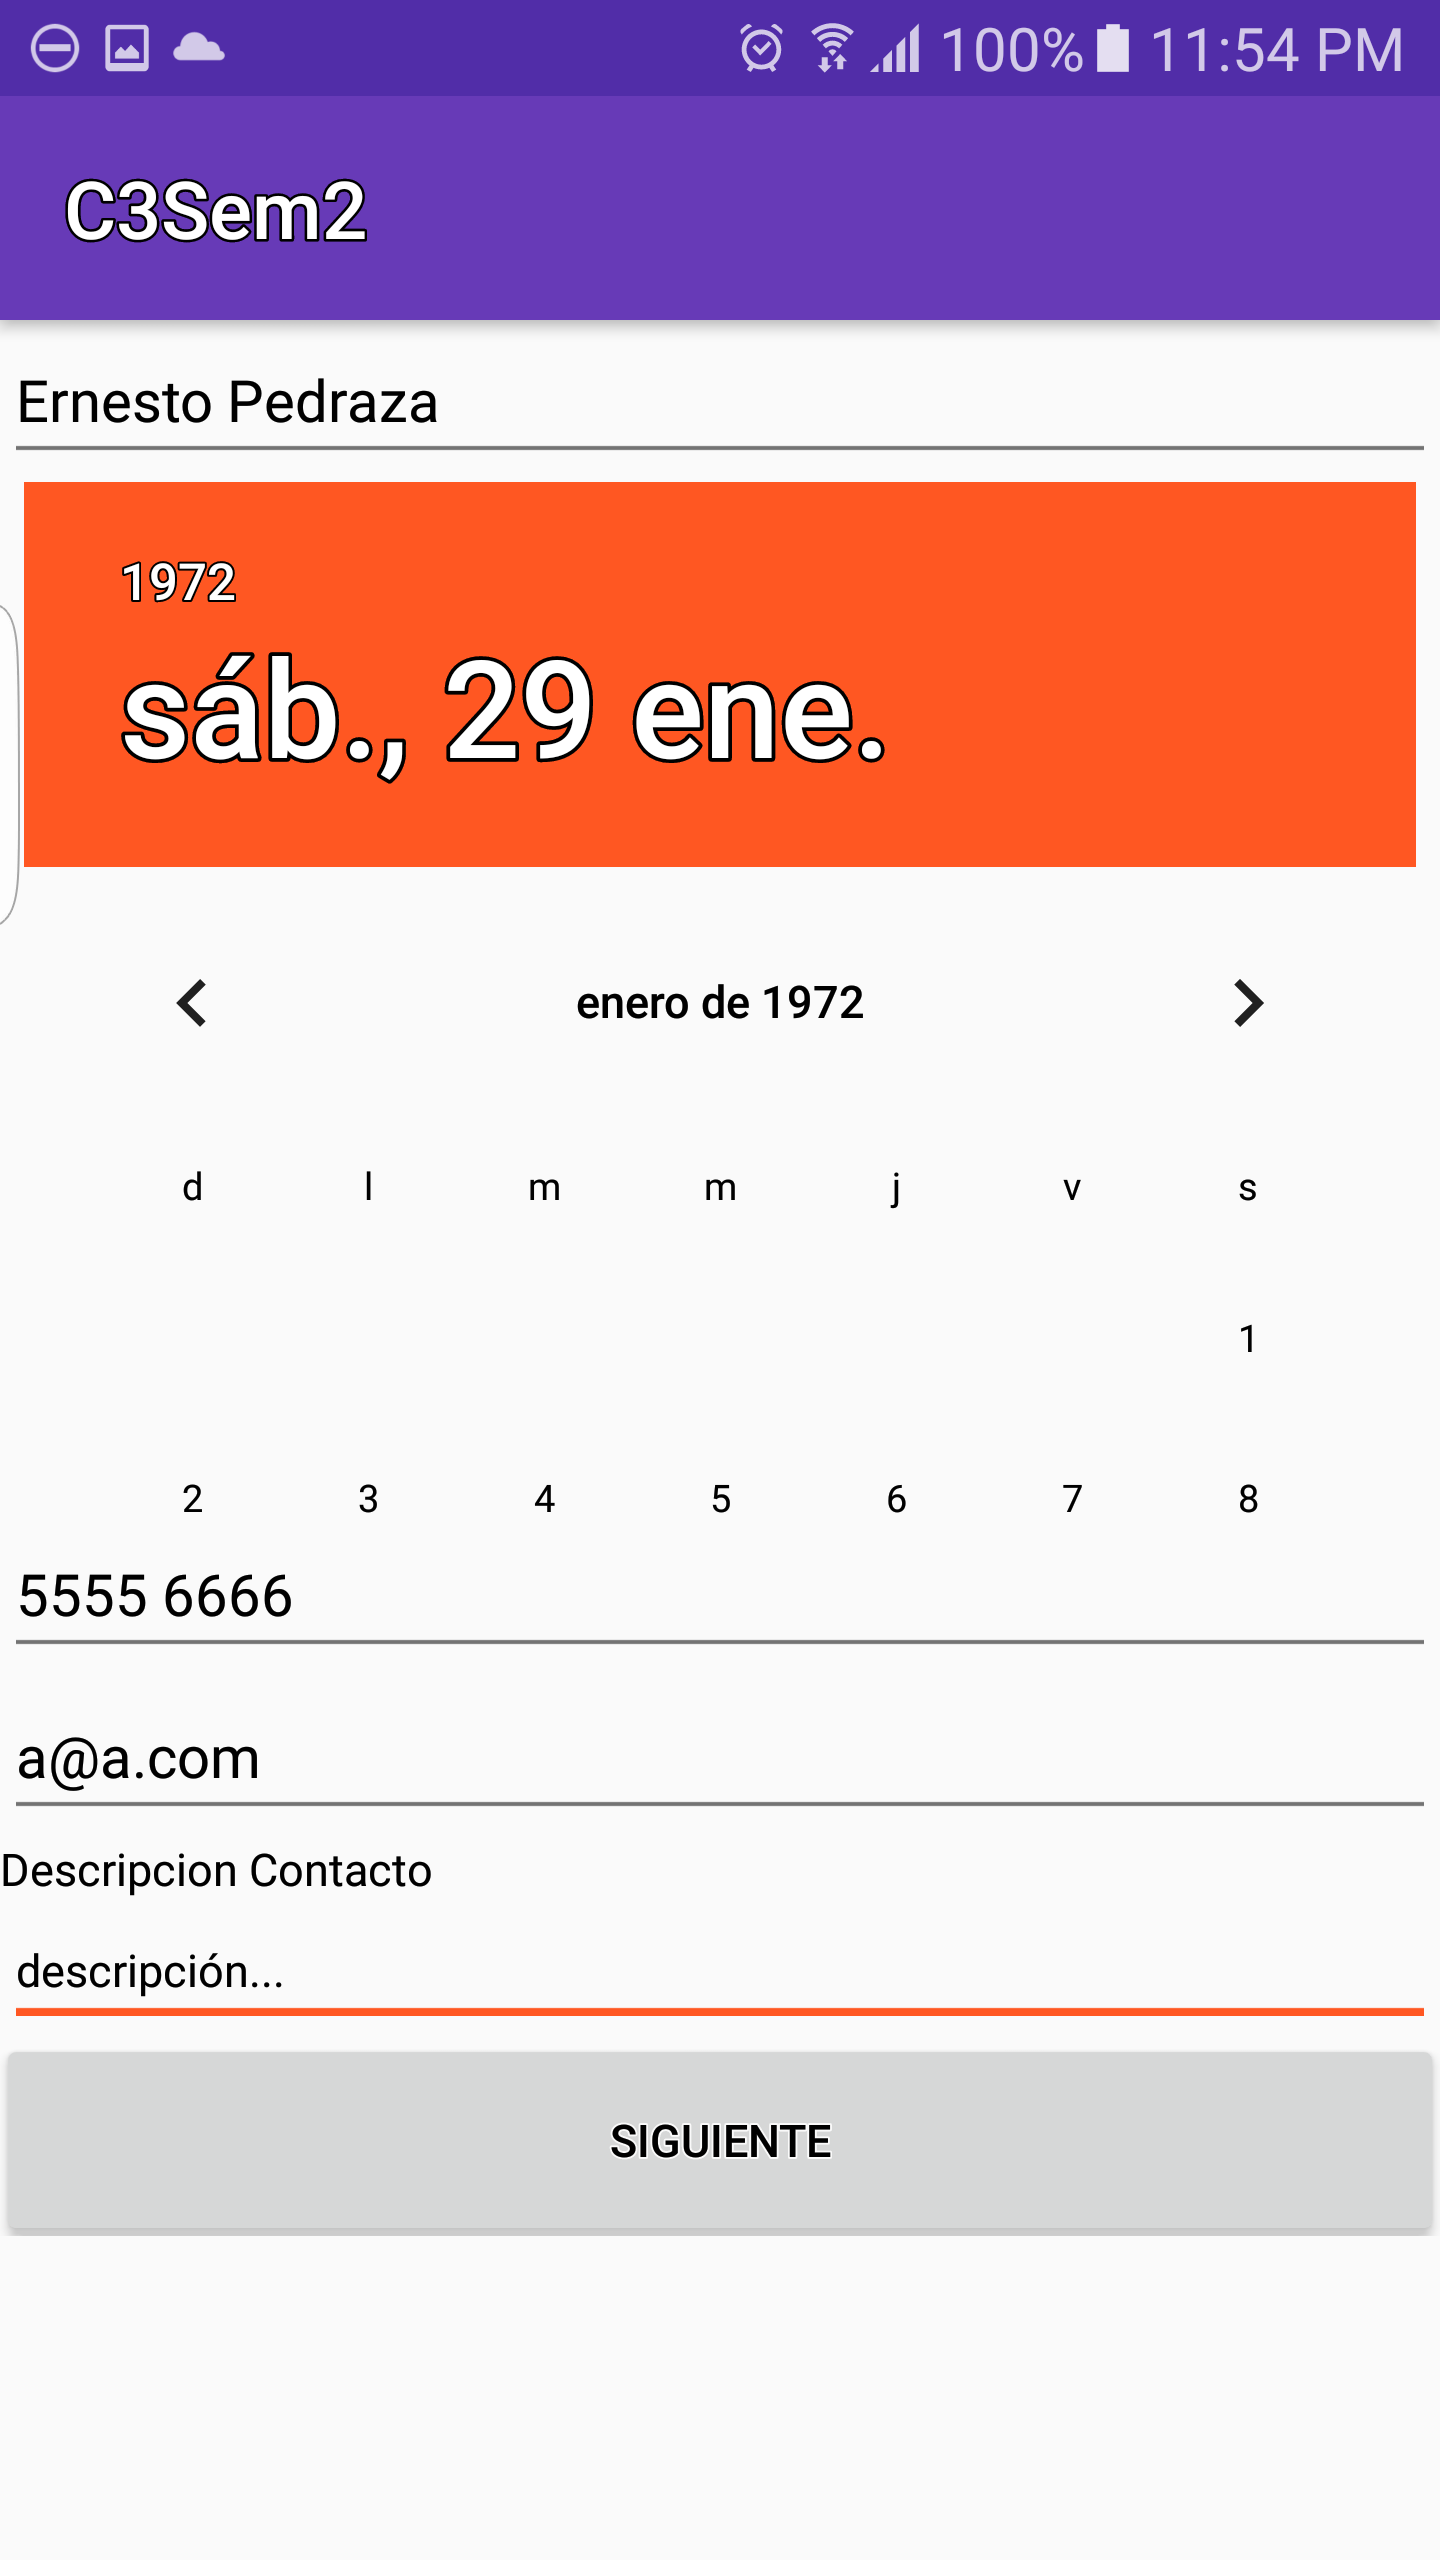 100% 11:54 PM
C3Sem2
Ernesto Pedraza
1972
sáb., 29 ene.
enero de 1972
d l m m j v s
1
2 3 4 5 6 7 8
5555 6666
a@a.com
Descripcion Contacto
descripción...
SIGUIENTE